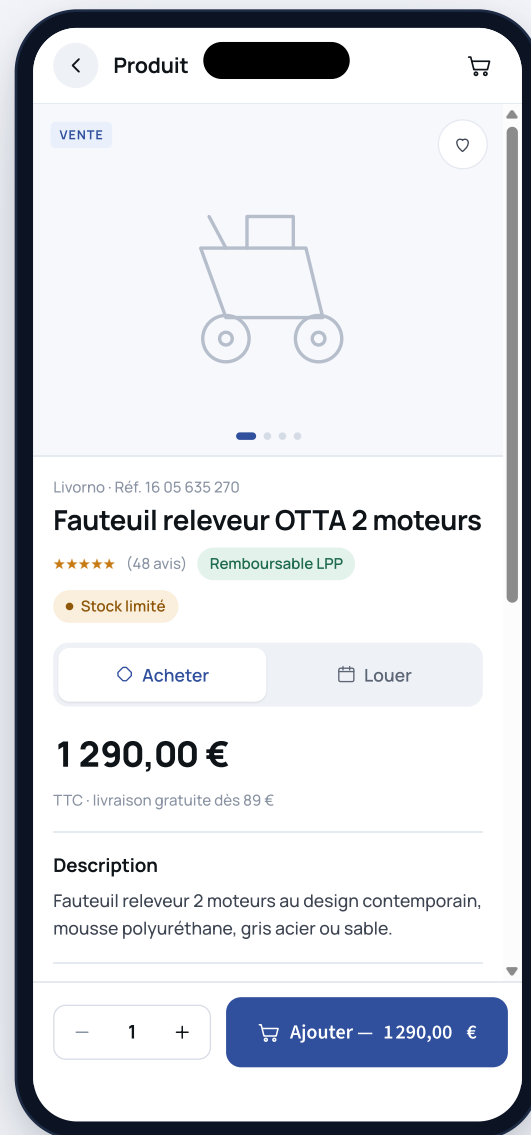 Produit
VENTE
Livorno · Réf. 16 05 635 270
Fauteuil releveur OTTA 2 moteurs
★★★★★ (48 avis) Remboursable LPP
Stock limité
Acheter Louer
1 290,00 €
TTC · livraison gratuite dès 89 €
Description
Fauteuil releveur 2 moteurs au design contemporain,
mousse polyuréthane, gris acier ou sable.
− 1 + Ajouter — 1 290,00 €